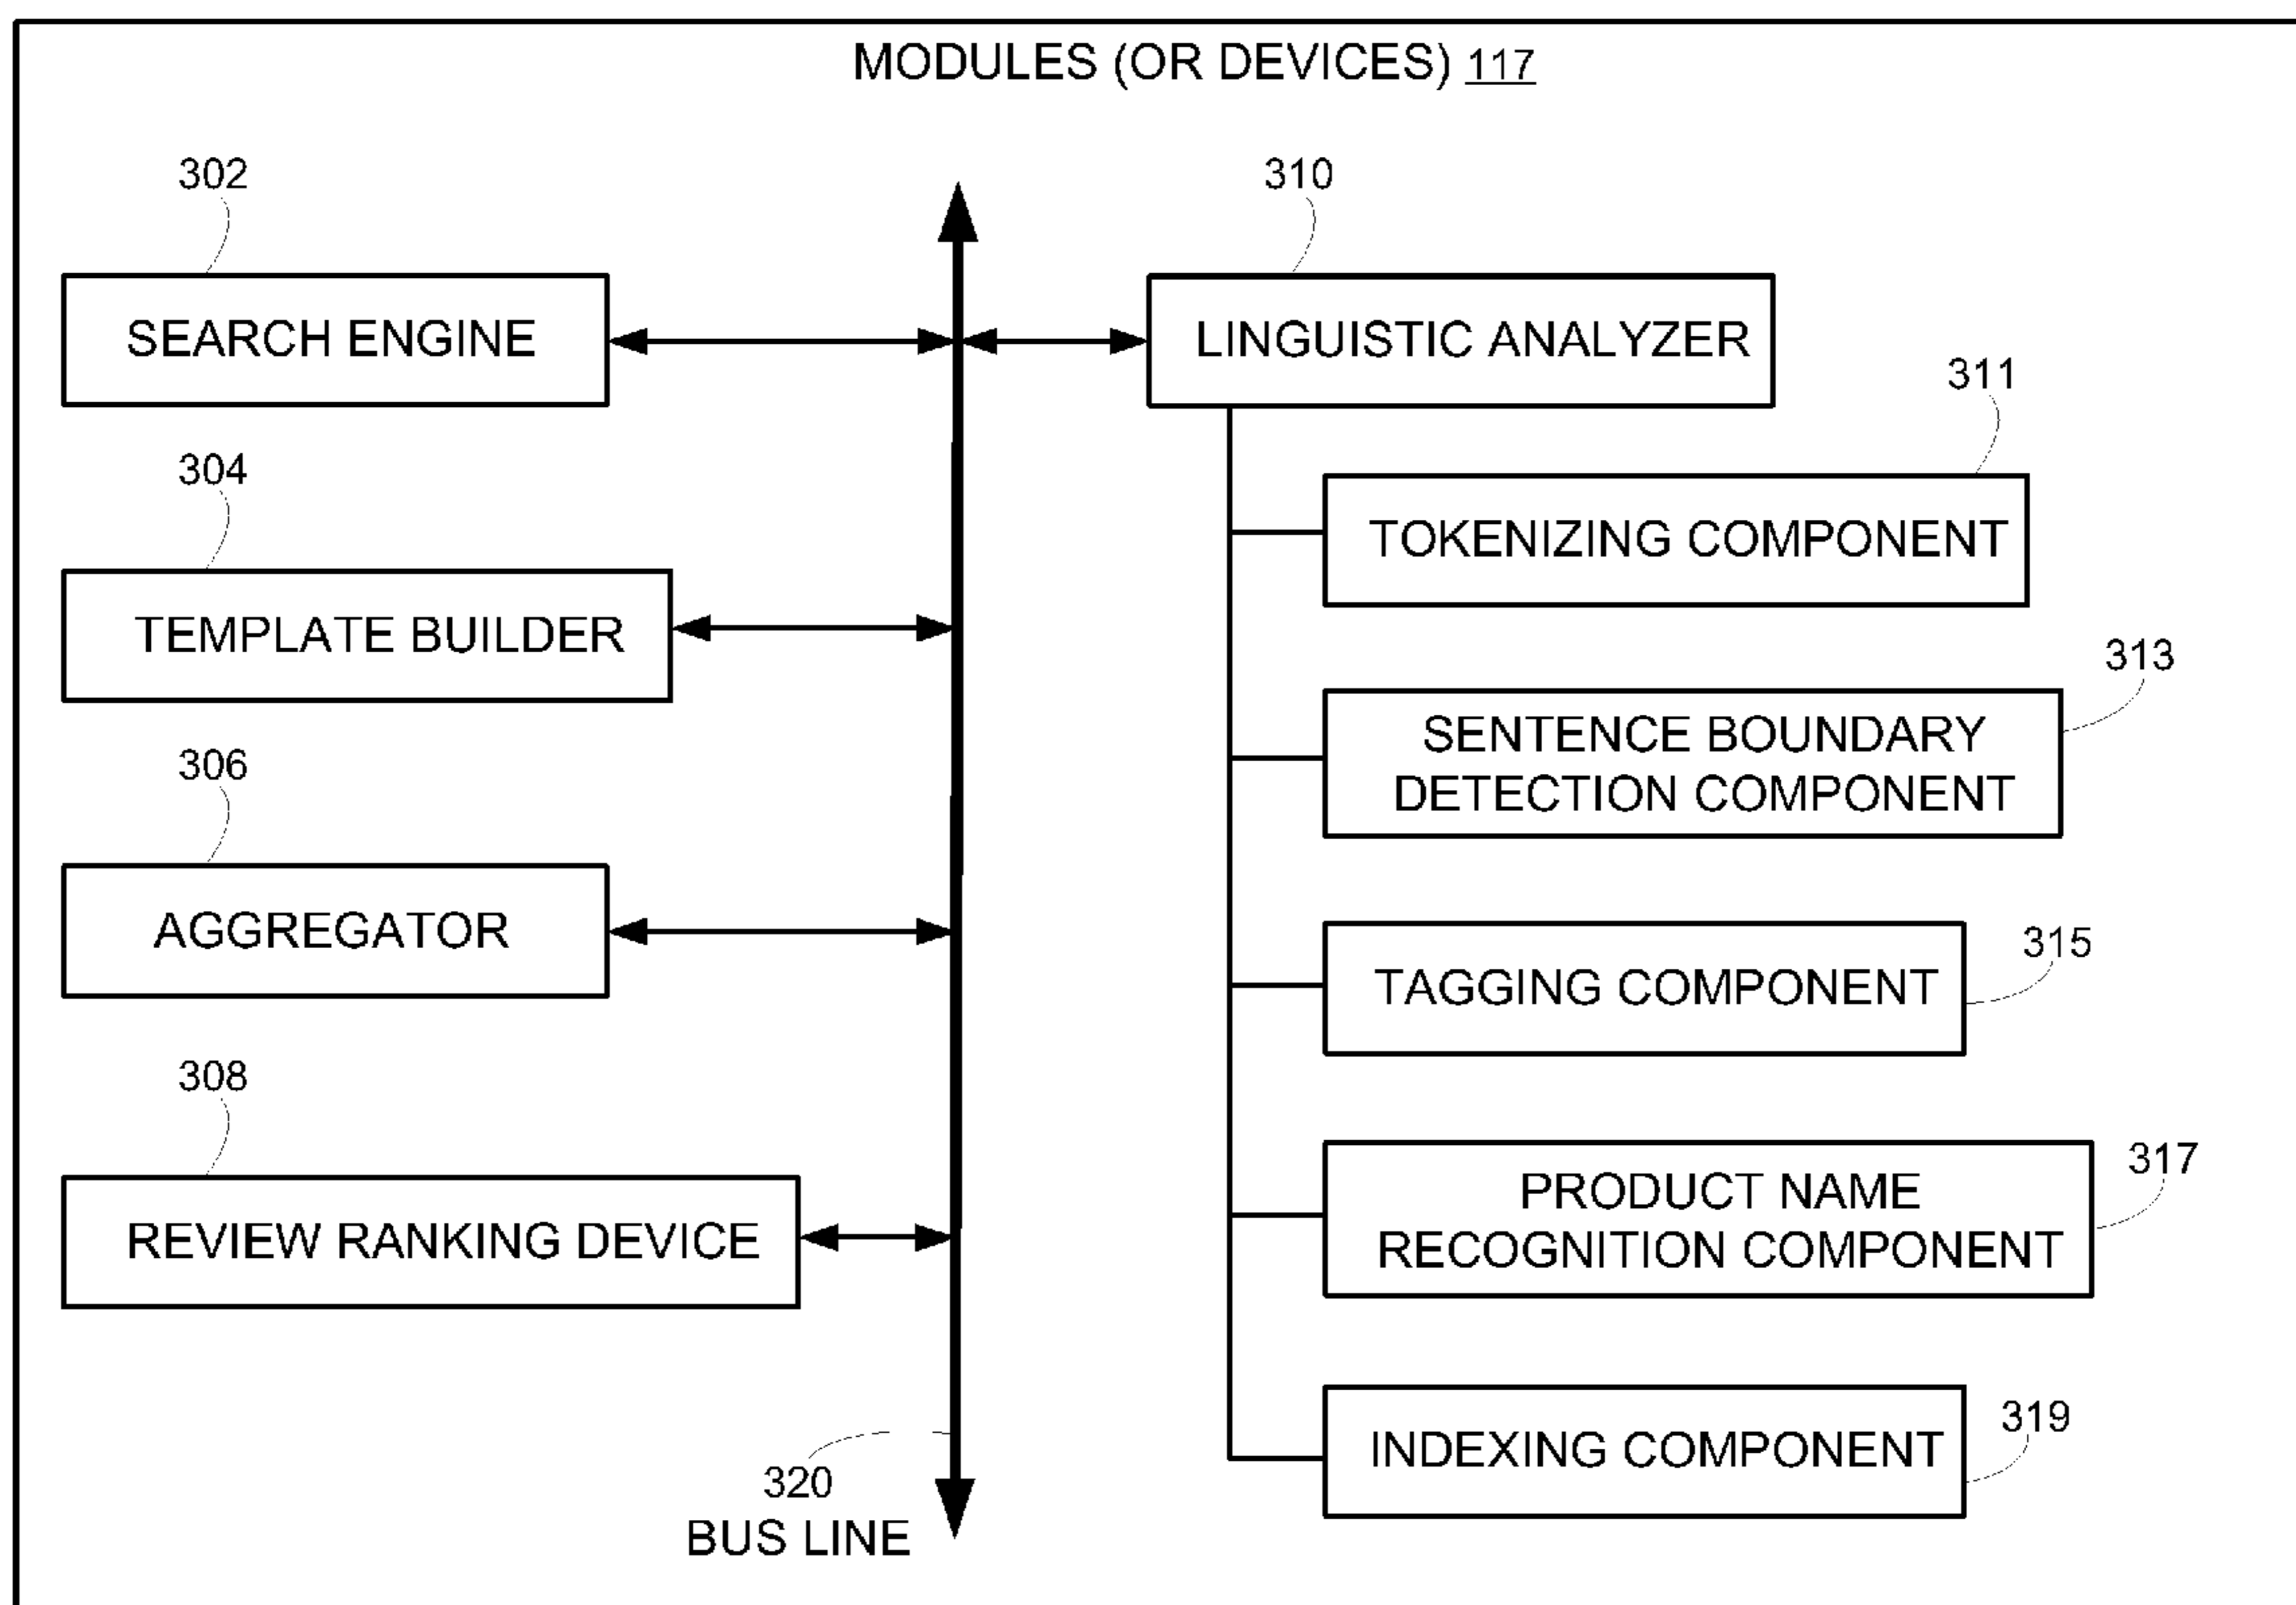 MODULES (OR DEVICES) 117
302
SEARCH ENGINE
304
TEMPLATE BUILDER
306
AGGREGATOR
308
REVIEW RANKING DEVICE
320
BUS LINE
310
LINGUISTIC ANALYZER
311
TOKENIZING COMPONENT
313
SENTENCE BOUNDARY
DETECTION COMPONENT
315
TAGGING COMPONENT
317
PRODUCT NAME
RECOGNITION COMPONENT
319
INDEXING COMPONENT